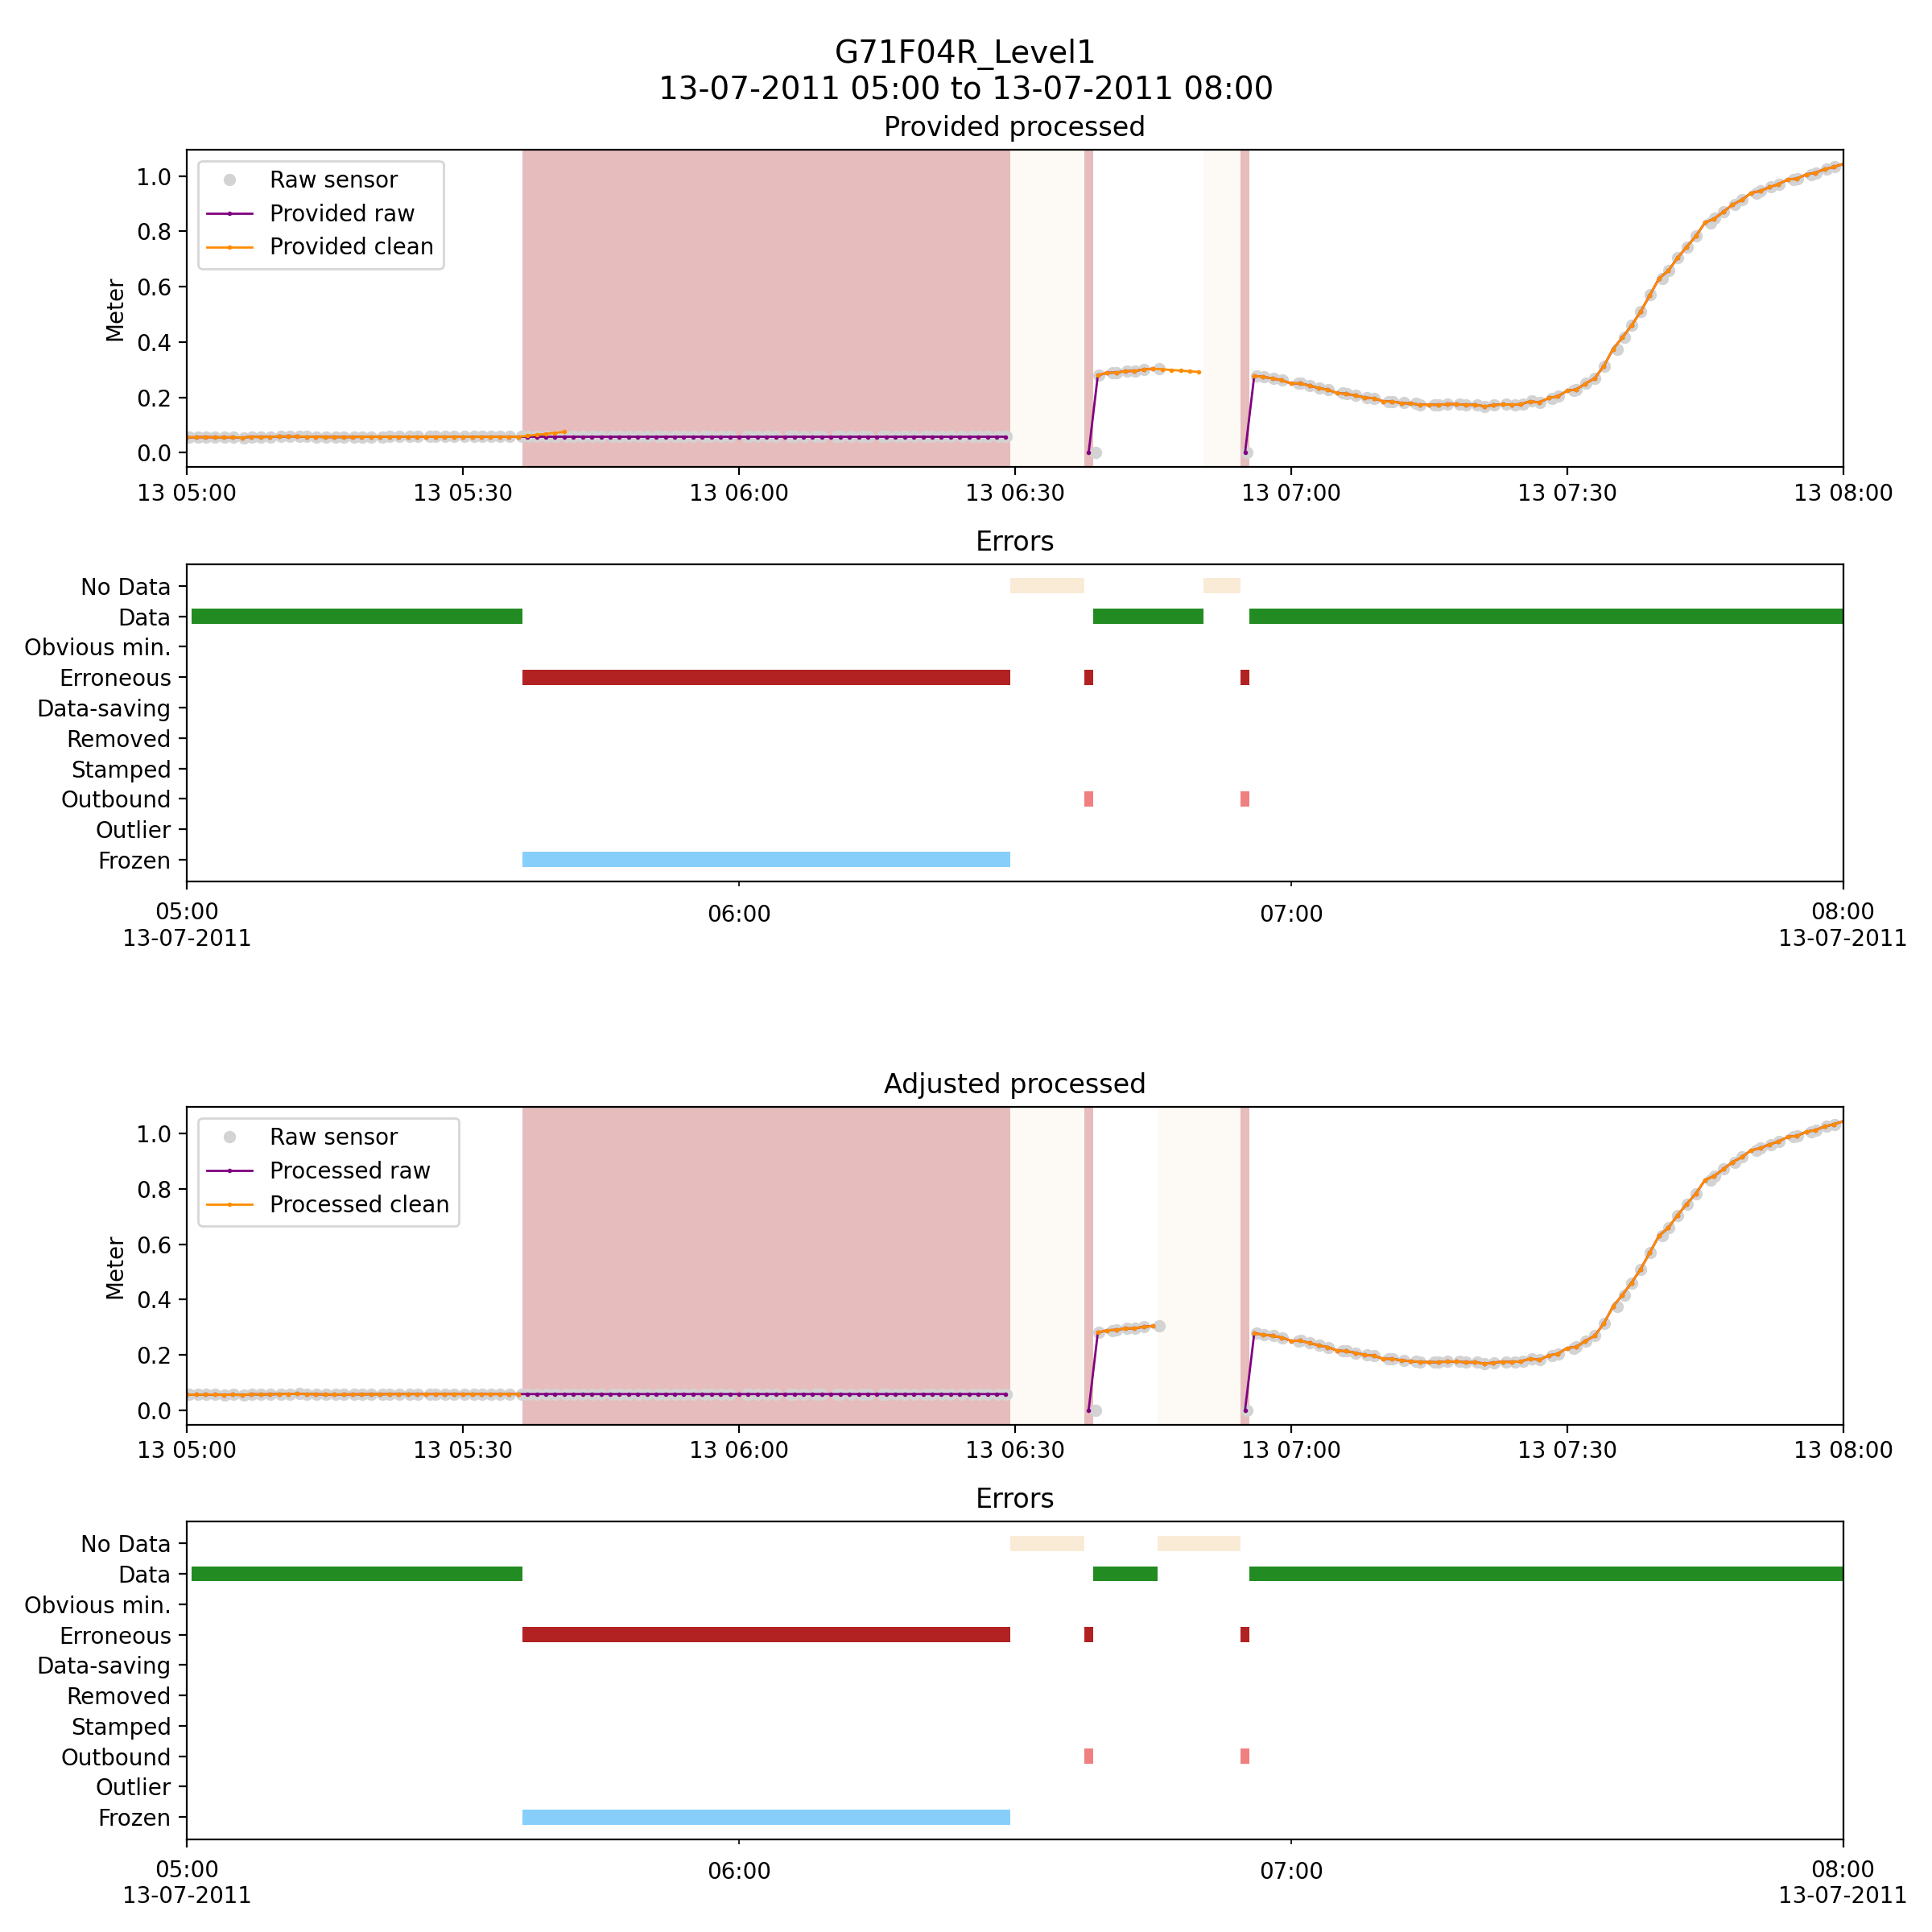 G71F04R_Level1
13-07-2011 05:00 to 13-07-2011 08:00
Provided processed
Raw sensor
Provided raw
Provided clean
Meter
1.0
0.8
0.6
0.4
0.2
0.0
13 05:00 13 05:30 13 06:00 13 06:30 13 07:00 13 07:30 13 08:00
Errors
No Data
Data
Obvious min.
Erroneous
Data-saving
Removed
Stamped
Outbound
Outlier
Frozen
05:00 06:00 07:00 08:00
13-07-2011 13-07-2011
Adjusted processed
Raw sensor
Processed raw
Processed clean
Meter
1.0
0.8
0.6
0.4
0.2
0.0
13 05:00 13 05:30 13 06:00 13 06:30 13 07:00 13 07:30 13 08:00
Errors
No Data
Data
Obvious min.
Erroneous
Data-saving
Removed
Stamped
Outbound
Outlier
Frozen
05:00 06:00 07:00 08:00
13-07-2011 13-07-2011